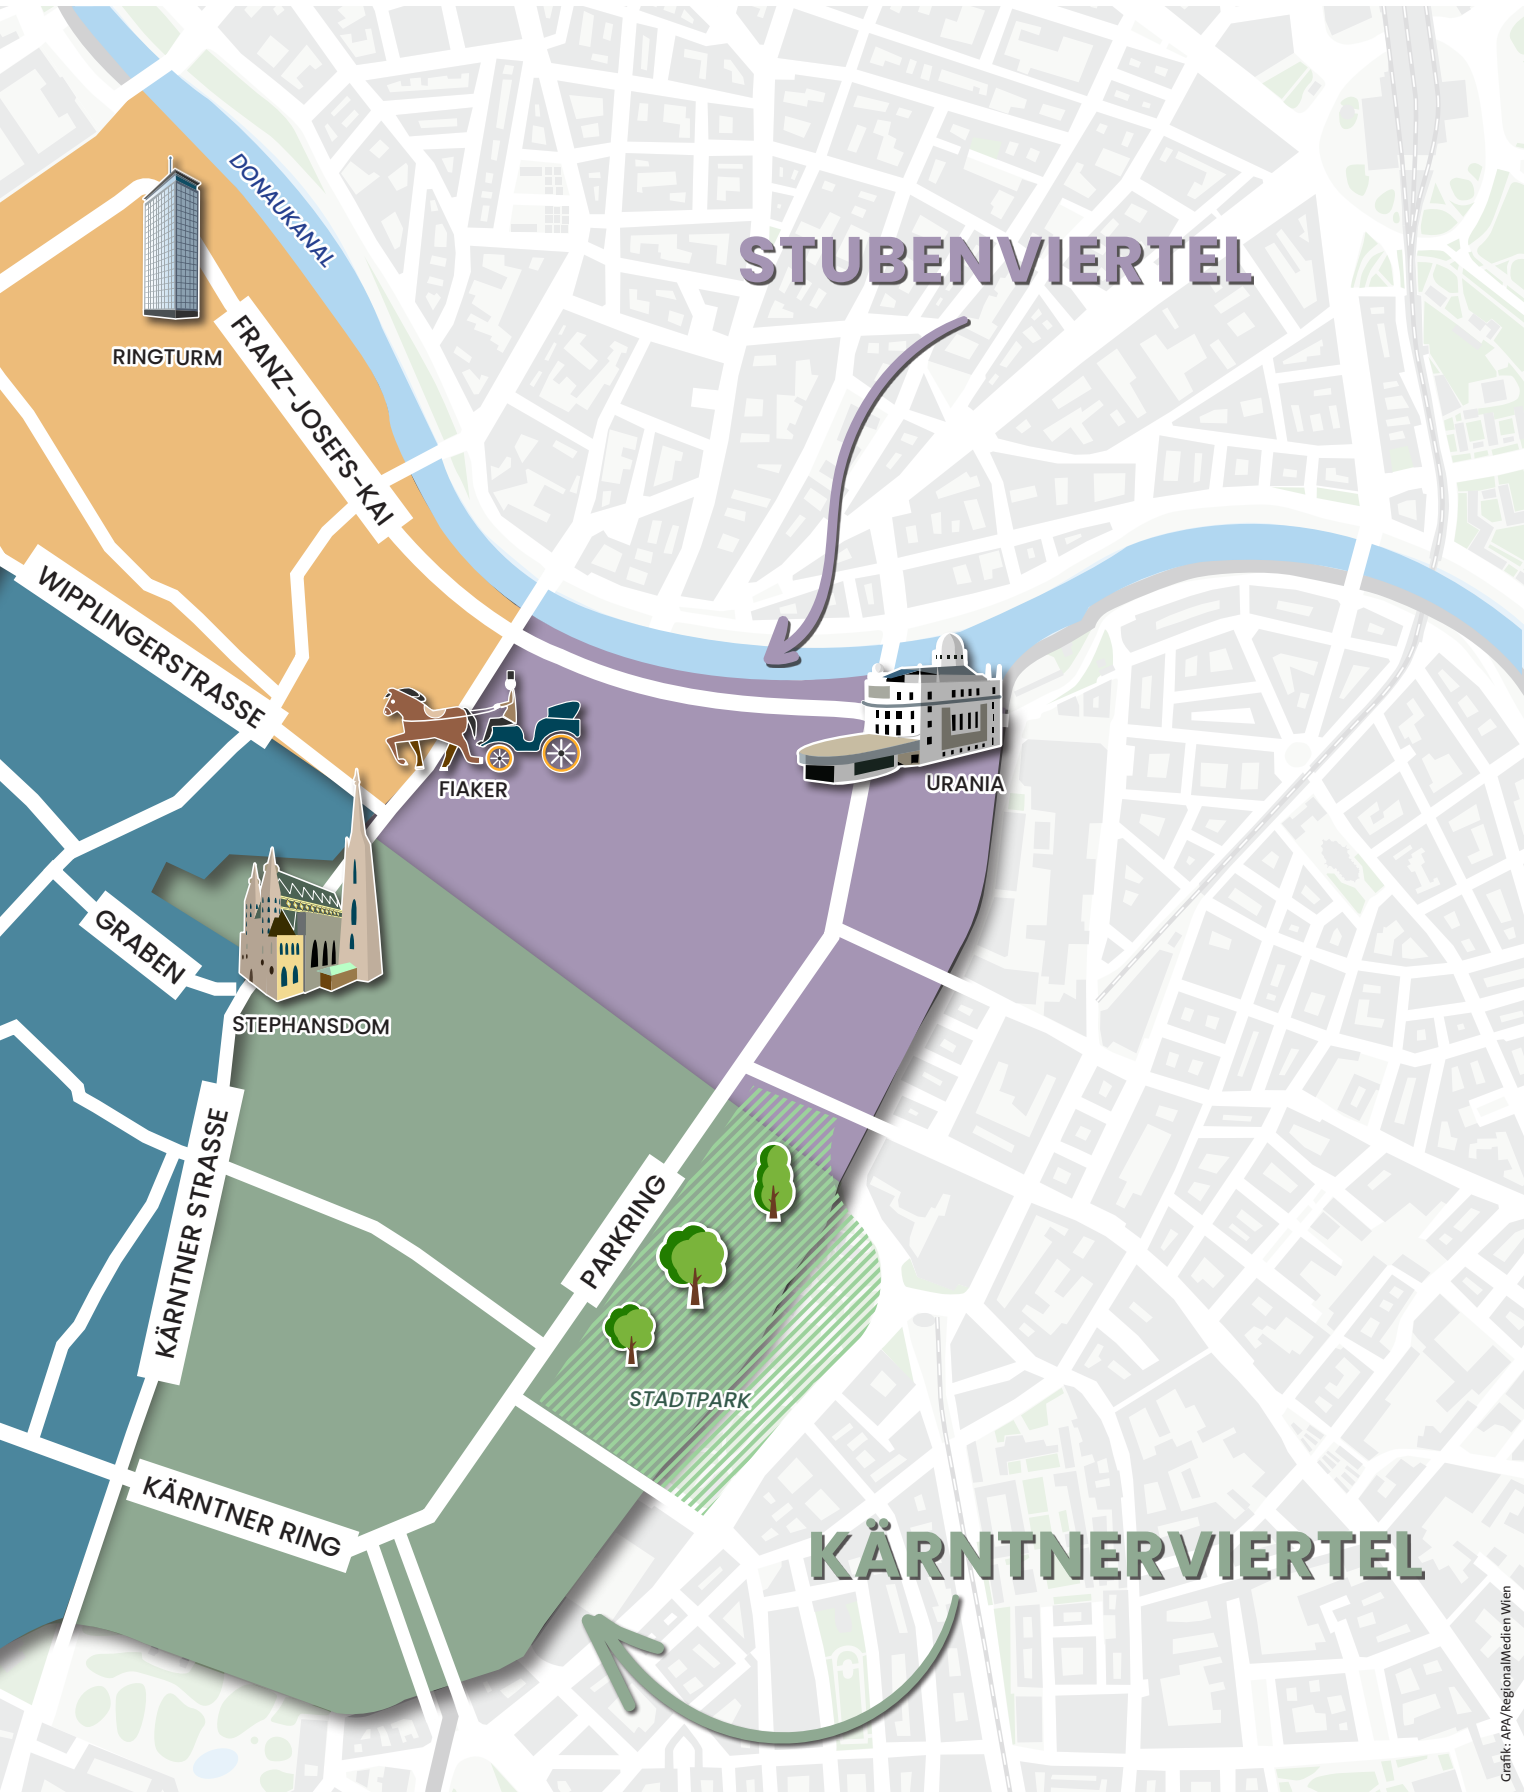 DONAUKANAL
STUBENVIERTEL
RINGTURM
FRANZ-JOSEFS-KAI
WIPPLINGERSTRASSE
FIAKER
URANIA
GRABEN
STEPHANSDOM
KÄRNTNER STRASSE
PARKRING
STADTPARK
KÄRNTNER RING
KÄRNTNERVIERTEL
Grafik: APA/RegionalMedien Wien